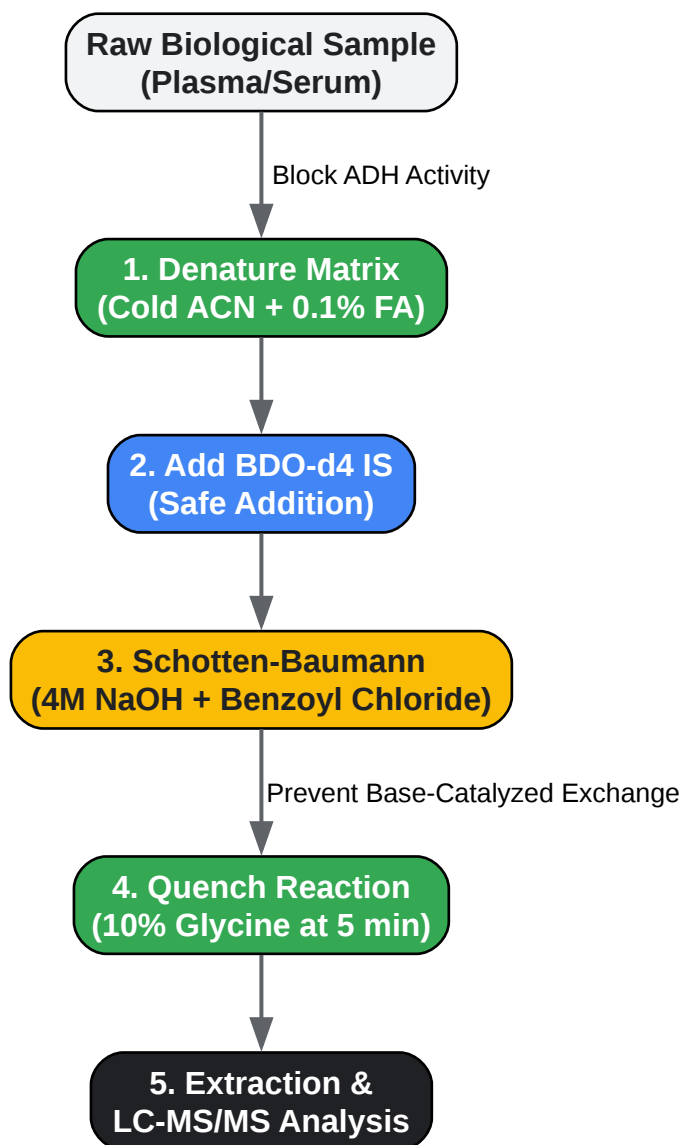 Raw Biological Sample
(Plasma/Serum)
Block ADH Activity
1. Denature Matrix
(Cold ACN + 0.1% FA)
2. Add BDO-d4 IS
(Safe Addition)
3. Schotten-Baumann
(4M NaOH + Benzoyl Chloride)
Prevent Base-Catalyzed Exchange
4. Quench Reaction
(10% Glycine at 5 min)
5. Extraction &
LC-MS/MS Analysis